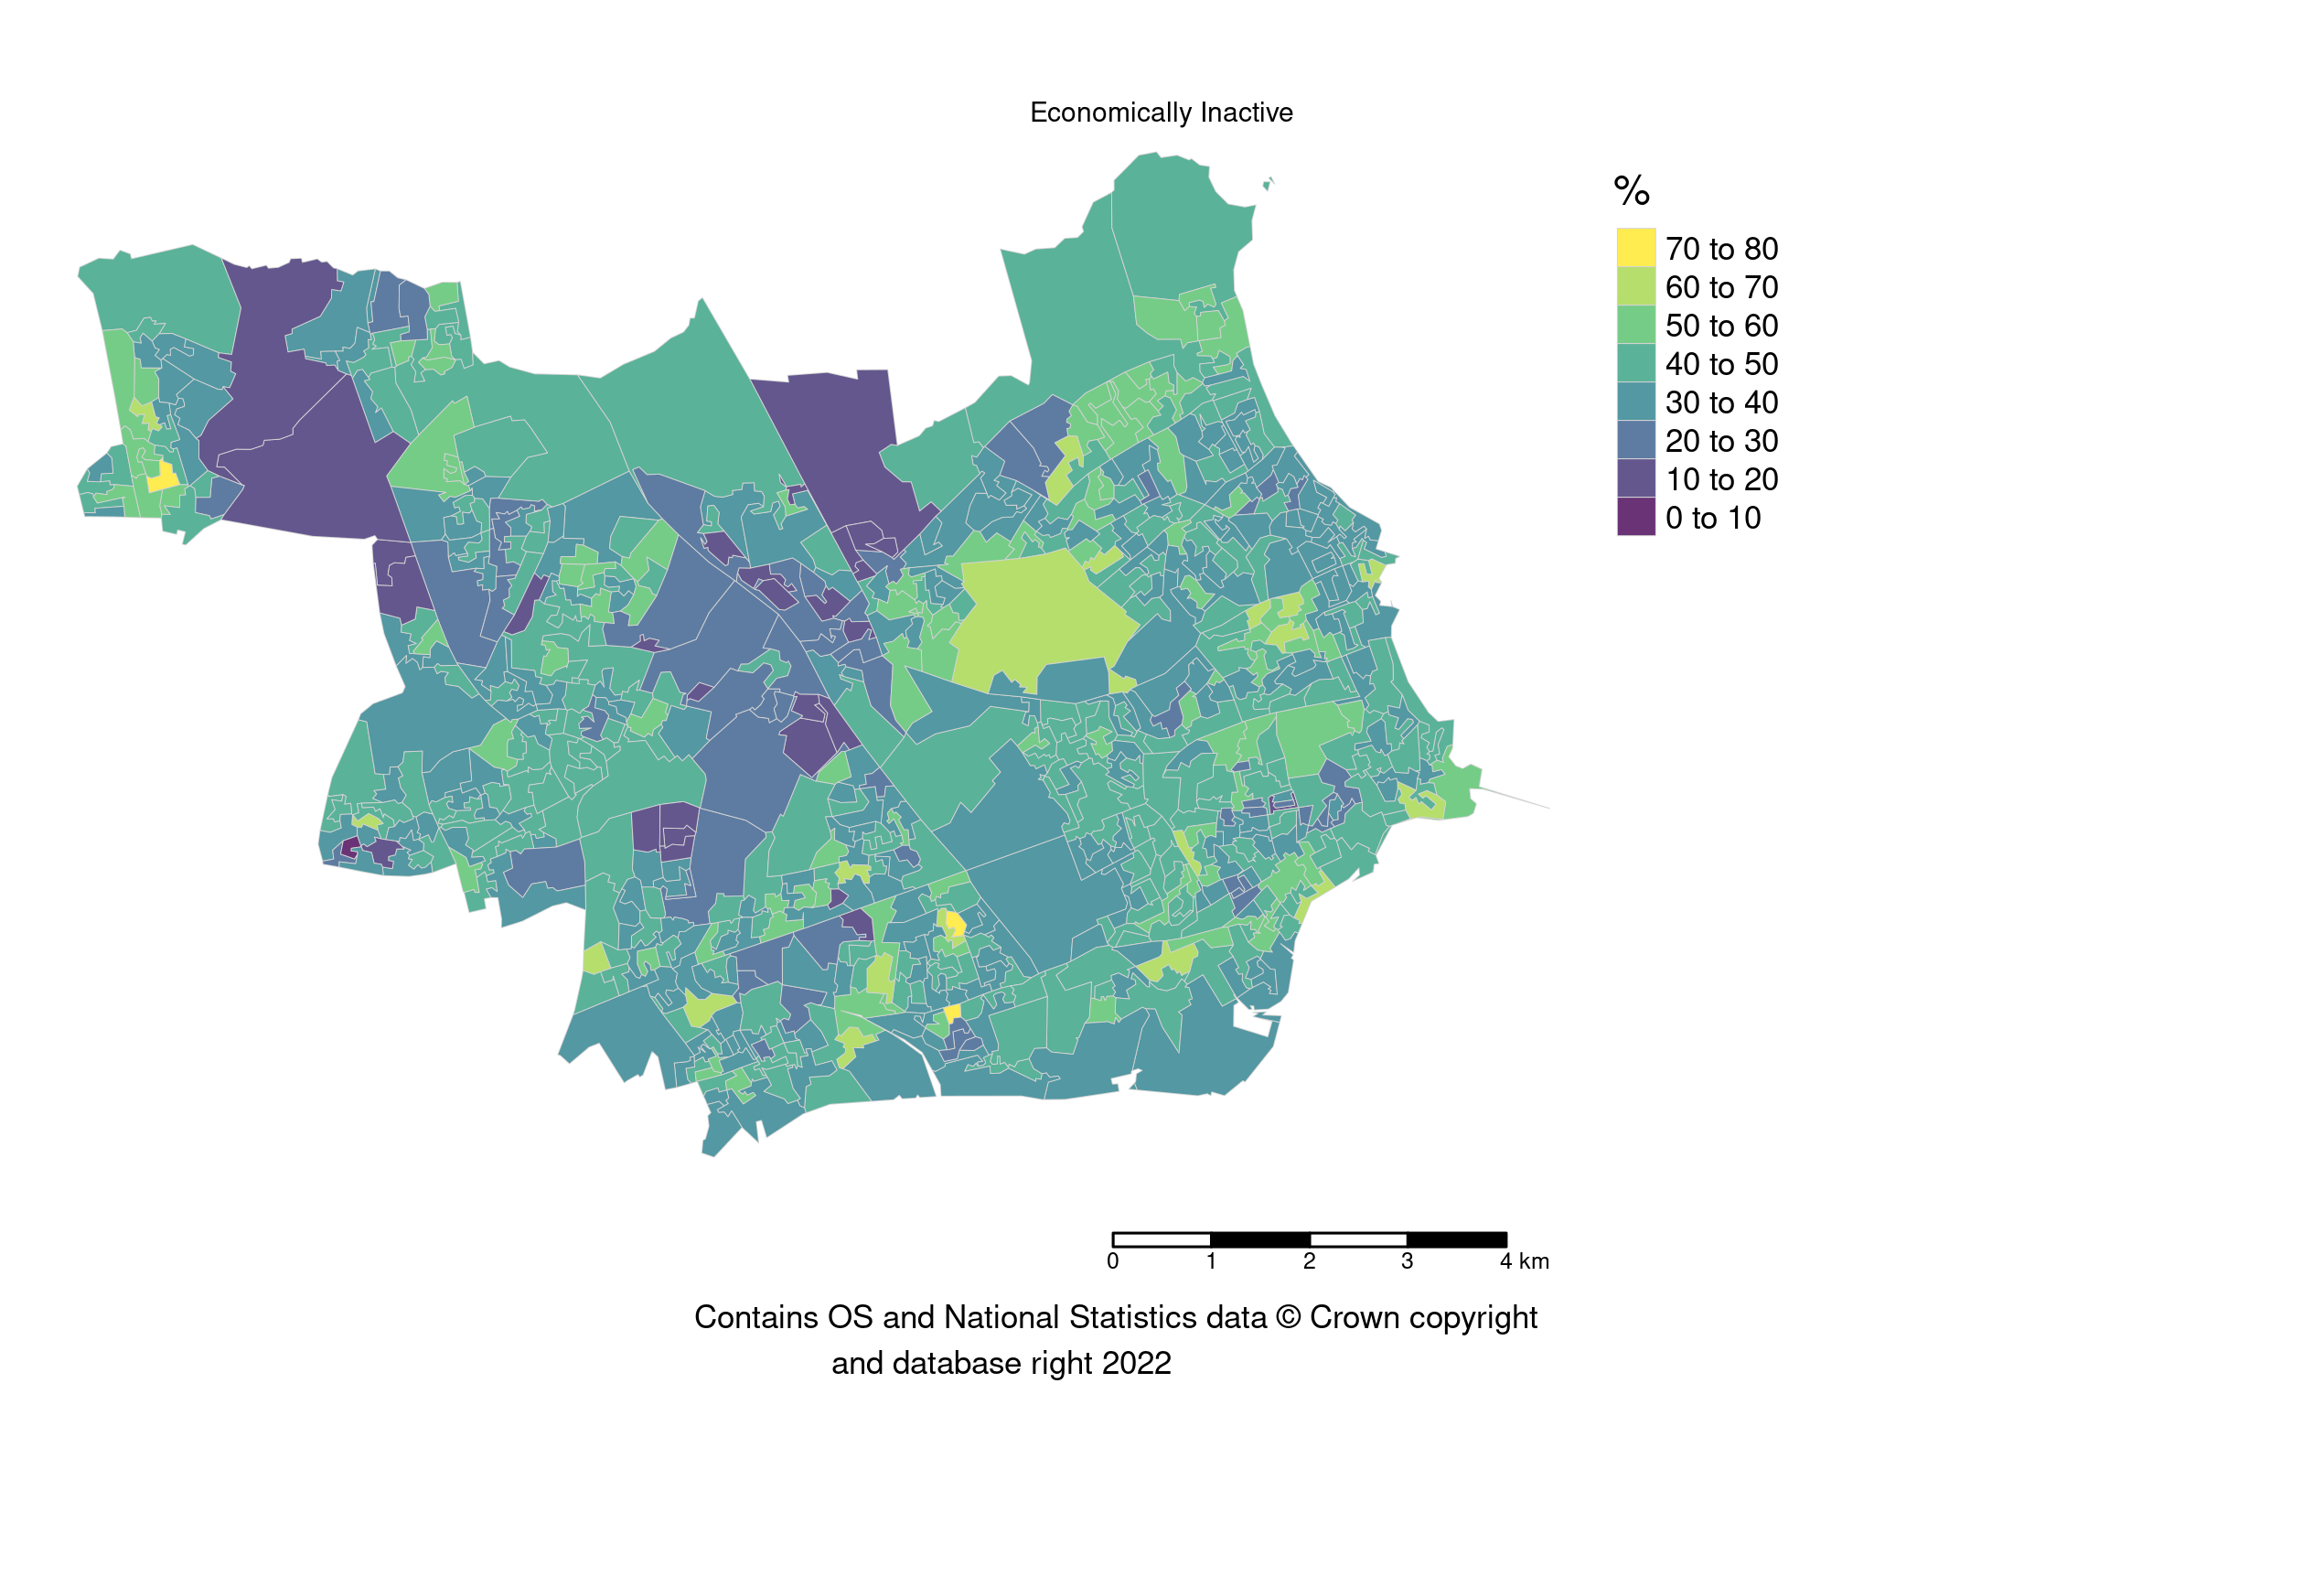 Economically Inactive
%
70 to 80
60 to 70
50 to 60
40 to 50
30 to 40
20 to 30
10 to 20
0 to 10
0 1 2 3 4 km
Contains OS and National Statistics data © Crown copyright
and database right 2022